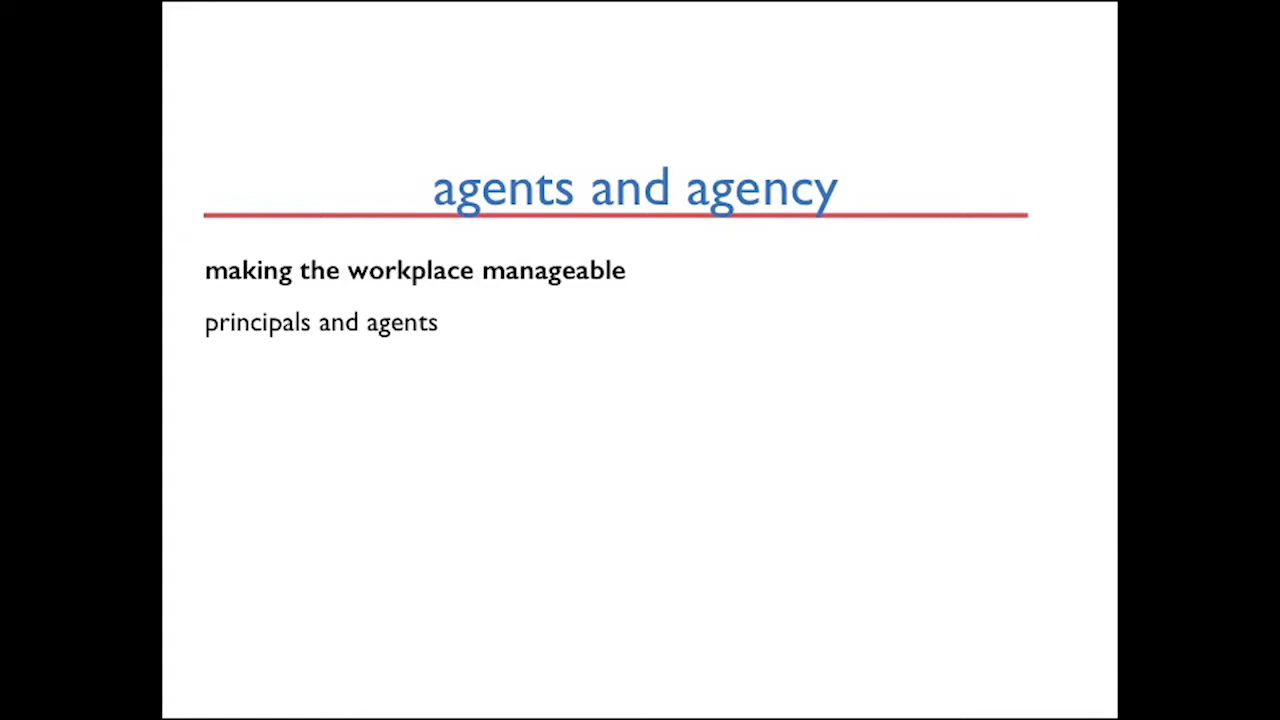 agents and agency
making the workplace manageable
principals and agents